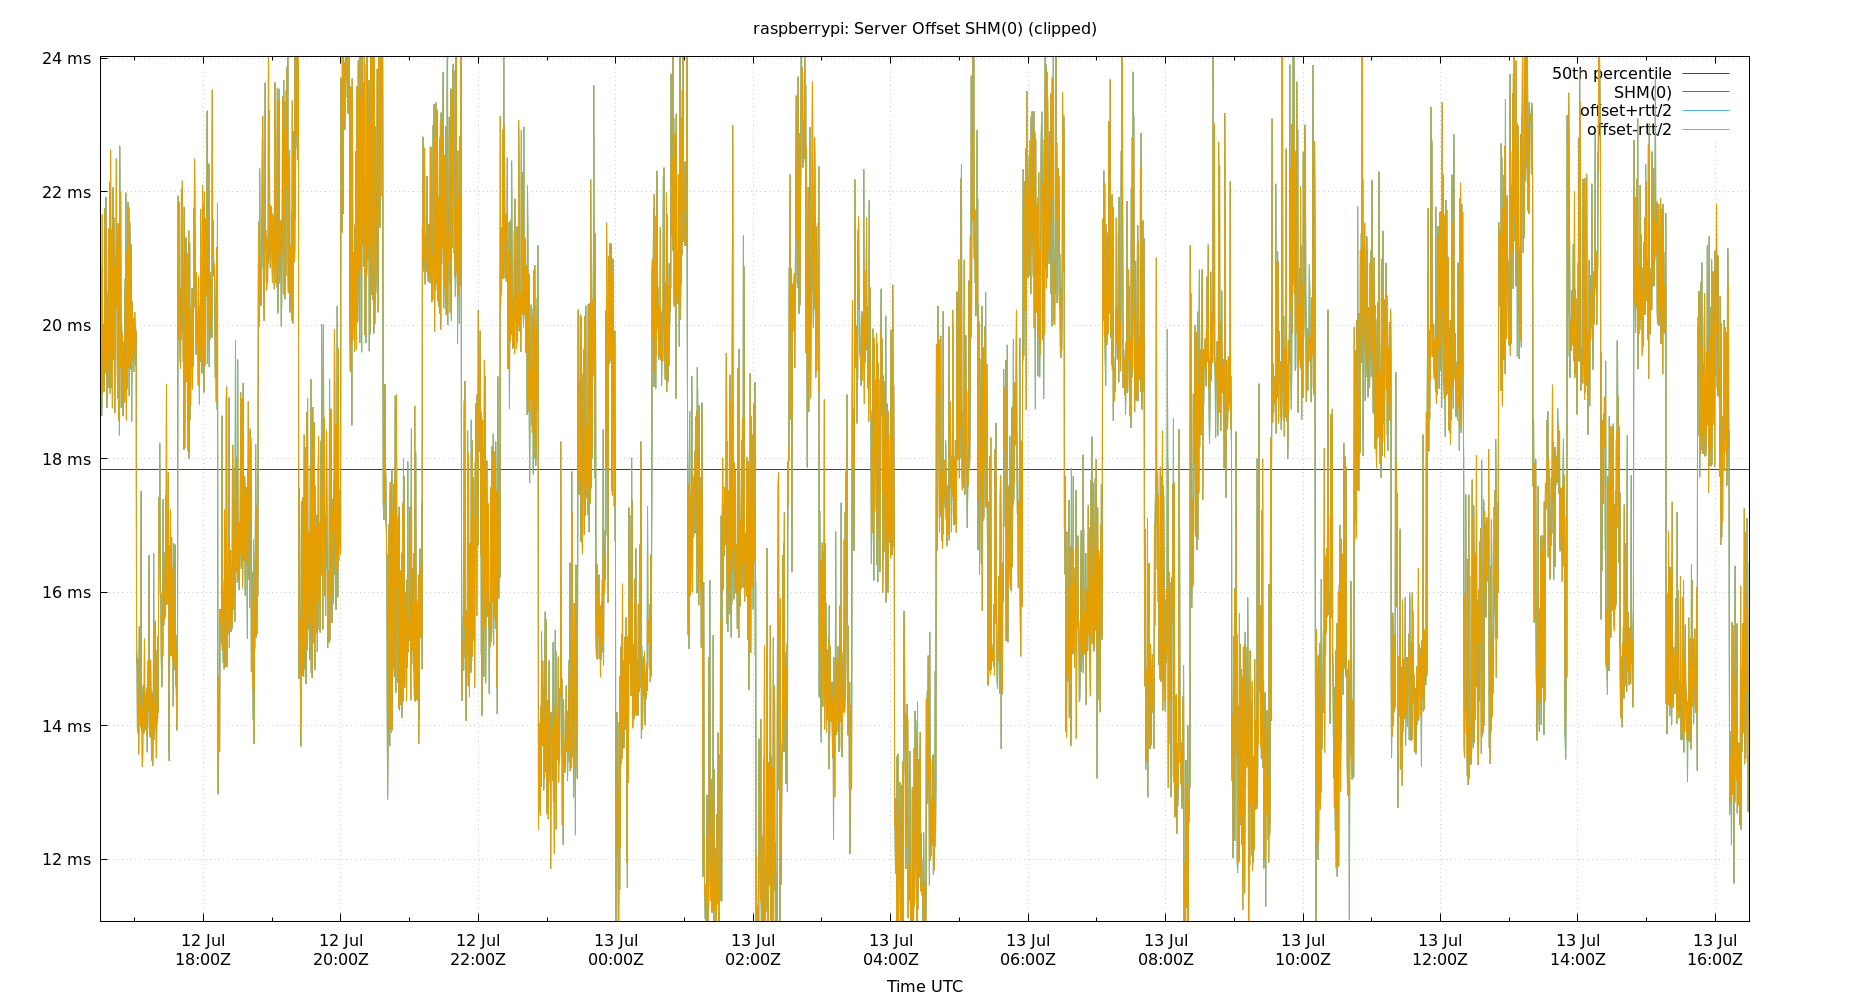 raspberrypi: Server Offset SHM(0) (clipped)
24 ms
22 ms
20 ms
18 ms
16 ms
14 ms
12 ms
50th percentile
SHM(0)
offset+rtt/2
offset-rtt/2
12 Jul
18:00Z
12 Jul
20:00Z
12 Jul
22:00Z
13 Jul
00:00Z
13 Jul
02:00Z
13 Jul
04:00Z
13 Jul
06:00Z
13 Jul
08:00Z
13 Jul
10:00Z
13 Jul
12:00Z
13 Jul
14:00Z
13 Jul
16:00Z
Time UTC